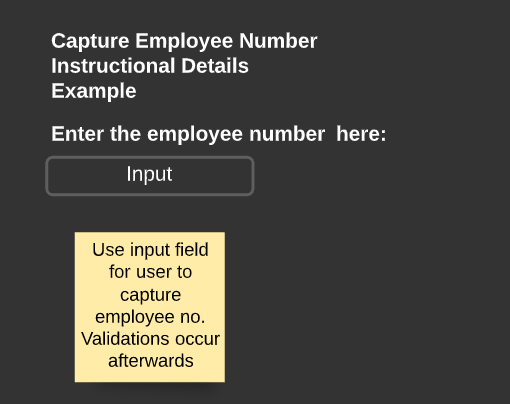 Capture Employee Number
Instructional Details
Example
Enter the employee number here:
Input
Use input field
for user to
capture
employee no.
Validations occur
afterwards